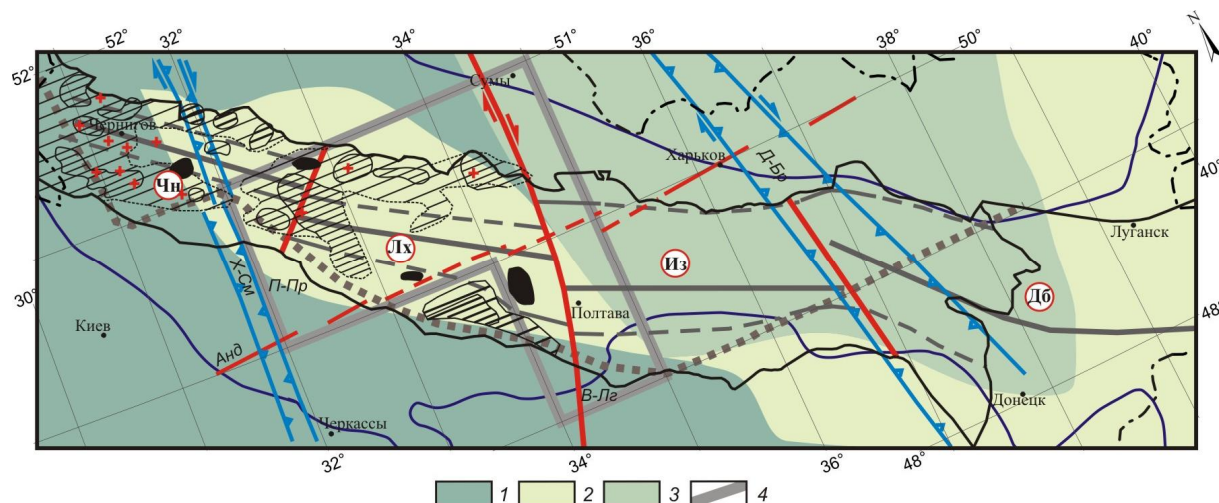 52° 32° 34° 51° 36° 38° 50° 40°
N
52°
Сумы
Чернигов
Харьков
Д-Бр
40°
Чн
Луганск
Лх
Из
Х-См
П-Пр
Дб
30°
Киев
Полтава
48°
Анд
В-Лг
Донецк
Черкассы
32° 34° 36° 48°
1 2 3 4